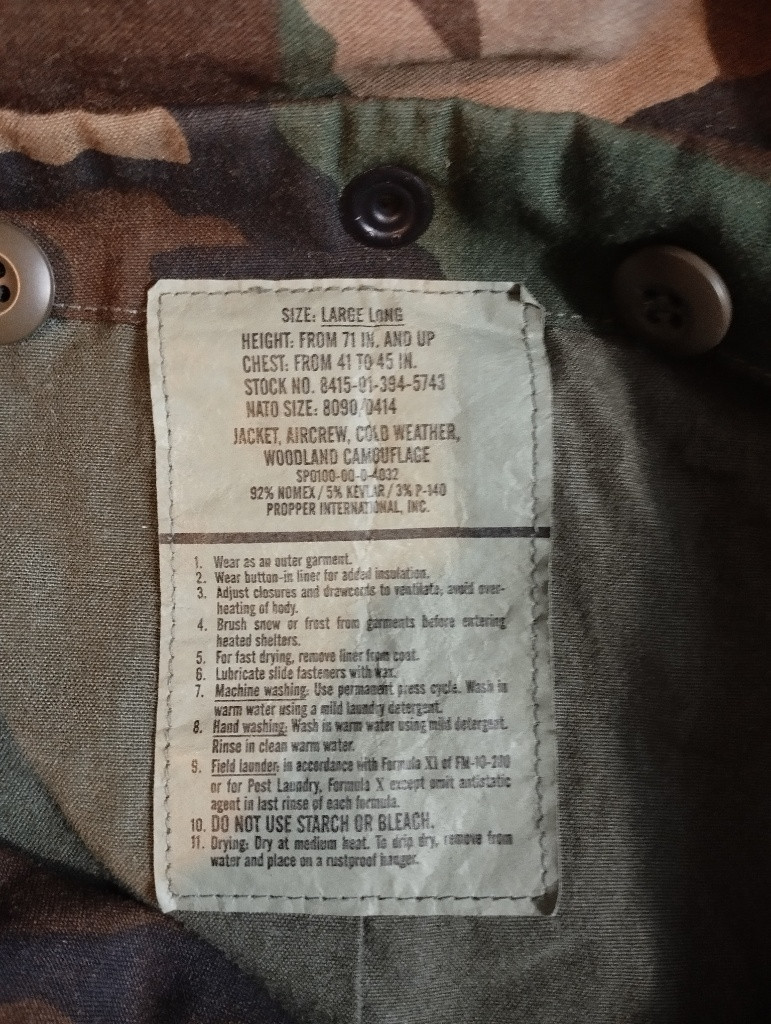 SIZE: LARGE LONG
HEIGHT: FROM 71 IN. AND UP
CHEST: FROM 41 TO 45 IN.
STOCK NO. 8415-01-394-5743
NATO SIZE: 8090/0414
JACKET, AIRCREW, COLD WEATHER,
WOODLAND CAMOUFLAGE
SPO100-00-0-4032
92% NOMEX / 5% KEVLAR / 3% P-140
PROPPER INTERNATIONAL, INC.
1. Wear as an outer garment.
2. Wear button-in liner for added insulation.
3. Adjust closures and drawcords to ventilate, avoid over-
heating of body.
4. Brush snow or frost from garments before entering
heated shelters.
5. For fast drying, remove liner from coat.
6. Lubricate slide fasteners with wax.
7. Machine washing: Use permanent press cycle. Wash in
warm water using a mild laundry detergent.
8. Hand washing: Wash in warm water using mild detergent.
Rinse in clean warm water.
9. Field launder: in accordance with Formula XI of FM-10-280
or for Post Laundry, Formula X except omit antistatic
agent in last rinse of each formula.
10. DO NOT USE STARCH OR BLEACH.
11. Drying: Dry at medium heat. To drip dry, remove from
water and place on a rustproof hanger.